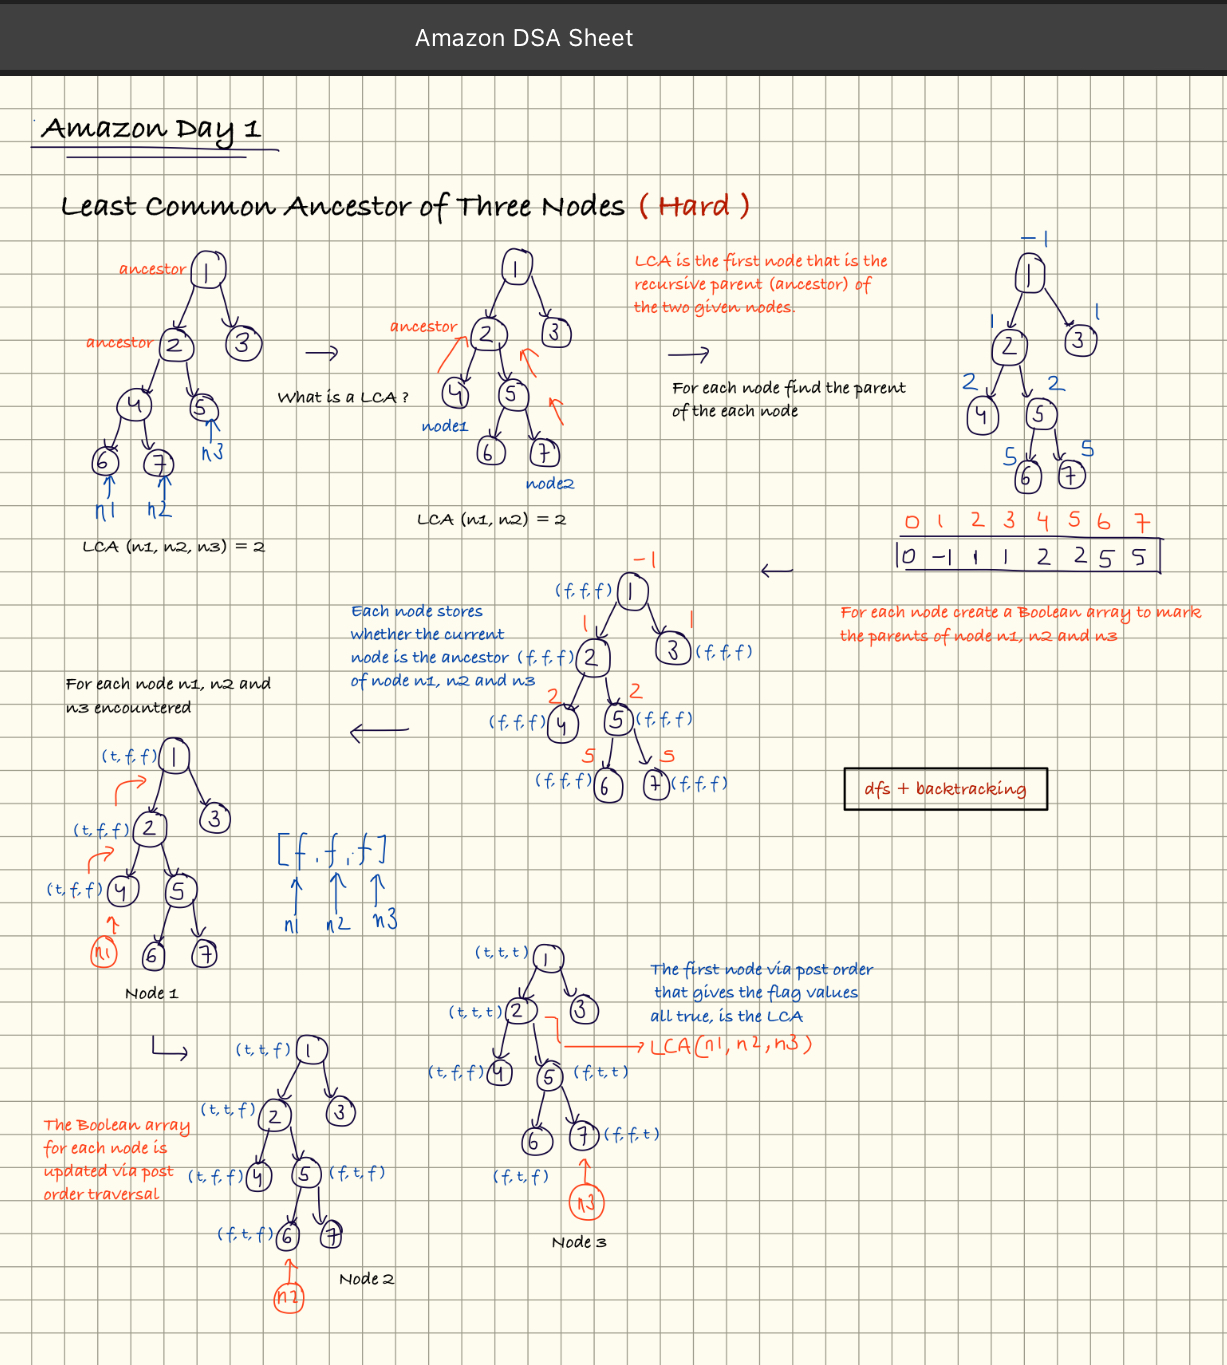 Amazon DSA Sheet
Amazon Day 1
Least Common Ancestor of Three Nodes ( Hard )
ancestor 1
ancestor 2 3
4 5
n3
6 7
n1 n2
LCA (n1, n2, n3) = 2
What is a LCA ?
1
ancestor 2 3
4 5
node1
6 7
node2
LCA (n1, n2) = 2
LCA is the first node that is the
recursive parent (ancestor) of
the two given nodes.
For each node find the parent
of the each node
-1
1
1 1
2 3
2 2
4 5
5 5
6 7
0 1 2 3 4 5 6 7
0 -1 1 1 2 2 5 5
For each node create a Boolean array to mark
the parents of node n1, n2 and n3
-1
(f,f,f) 1
1 1
(f,f,f) 2 3 (f,f,f)
2 2
(f,f,f) 4 5 (f,f,f)
5 5
(f,f,f) 6 7 (f,f,f)
Each node stores
whether the current
node is the ancestor
of node n1, n2 and n3
dfs + backtracking
For each node n1, n2 and
n3 encountered
(t,f,f) 1
(t,f,f) 2 3
(t,f,f) 4 5
n1 6 7
Node 1
[f,f,f]
n1 n2 n3
(t,t,f) 1
(t,t,f) 2 3
(t,f,f) 4 5 (f,t,f)
(f,t,f) 6 7
n2
Node 2
The Boolean array
for each node is
updated via post
order traversal
(t,t,t) 1
(t,t,t) 2 3
(t,f,f) 4 5 (f,t,t)
6 7 (f,f,t)
(f,t,f)
n3
Node 3
The first node via post order
that gives the flag values
all true, is the LCA
LCA(n1,n2,n3)